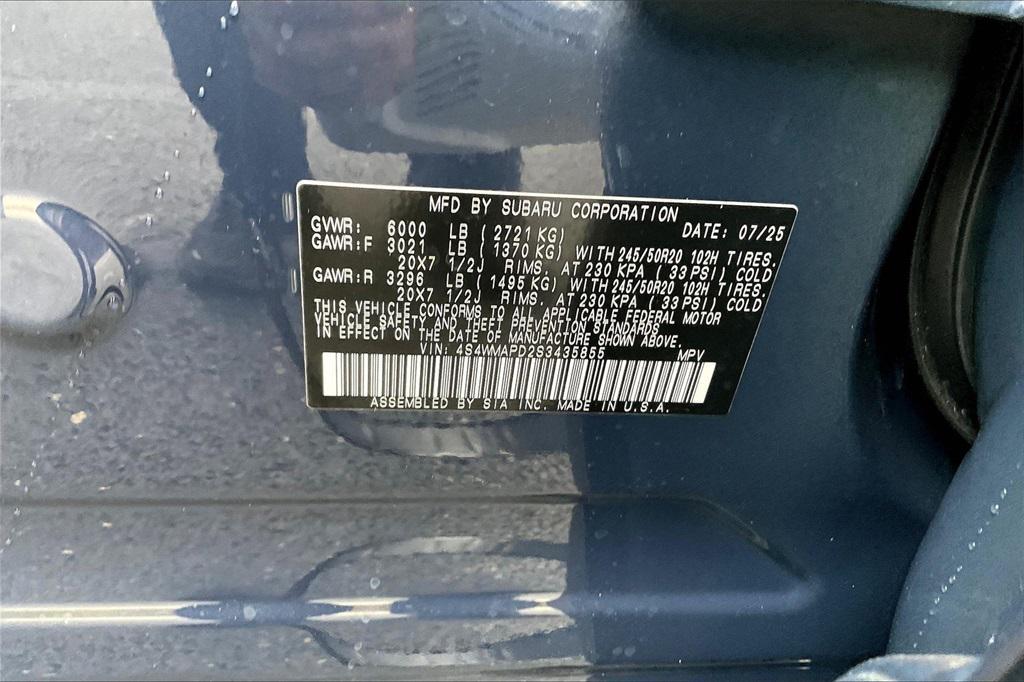 MFD BY SUBARU CORPORATION
GVWR: 6000 LB (2721 KG) DATE: 07/25
GAWR:F 3021 LB (1370 KG) WITH 245/50R20 102H TIRES.
20X7 1/2J RIMS. AT 230 KPA (33 PSI) COLD
GAWR:R 3296 LB (1495 KG) WITH 245/50R20 102H TIRES.
20X7 1/2J RIMS. AT 230 KPA (33 PSI) COLD
THIS VEHICLE CONFORMS TO ALL APPLICABLE FEDERAL MOTOR
VEHICLE SAFETY AND THEFT PREVENTION STANDARDS
IN EFFECT ON THE DATE OF MANUFACTURE SHOWN ABOVE.
VIN: 4S4WMAPD2S3435855 MPV
ASSEMBLED BY SIA INC. MADE IN U.S.A.